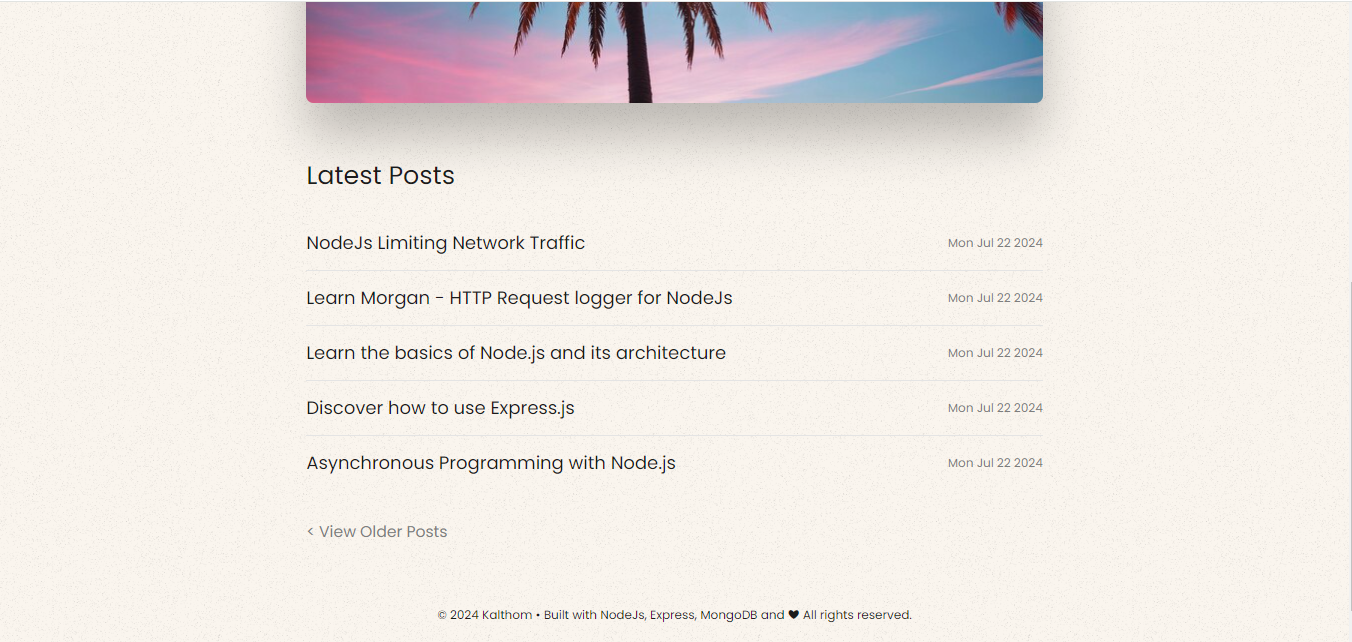 Latest Posts
NodeJs Limiting Network Traffic Mon Jul 22 2024
Learn Morgan - HTTP Request logger for NodeJs Mon Jul 22 2024
Learn the basics of Node.js and its architecture Mon Jul 22 2024
Discover how to use Express.js Mon Jul 22 2024
Asynchronous Programming with Node.js Mon Jul 22 2024
< View Older Posts
© 2024 Kalthom • Built with NodeJs, Express, MongoDB and ♥ All rights reserved.